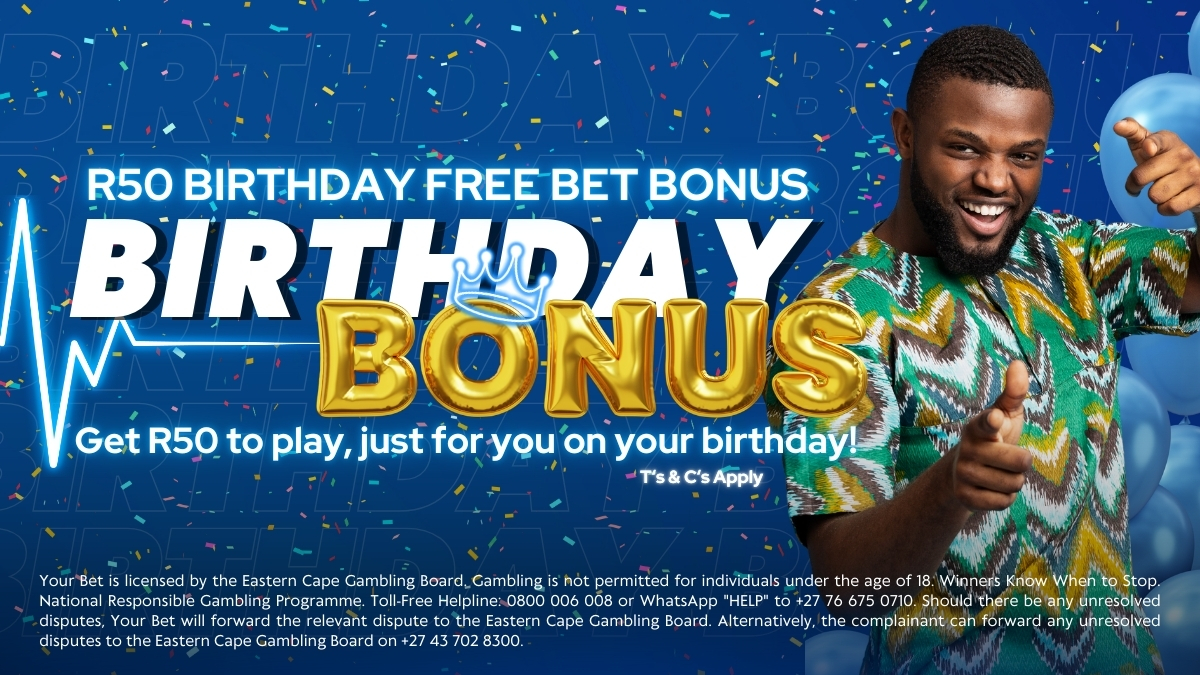 R50 BIRTHDAY FREE BET BONUS
BIRTHDAY
BONUS
Get R50 to play, just for you on your birthday!
T's & C's Apply
Your Bet is licensed by the Eastern Cape Gambling Board. Gambling is not permitted for individuals under the age of 18. Winners Know When to Stop.
National Responsible Gambling Programme. Toll-Free Helpline: 0800 006 008 or WhatsApp "HELP" to +27 76 675 0710. Should there be any unresolved
disputes, Your Bet will forward the relevant dispute to the Eastern Cape Gambling Board. Alternatively, the complainant can forward any unresolved
disputes to the Eastern Cape Gambling Board on +27 43 702 8300.